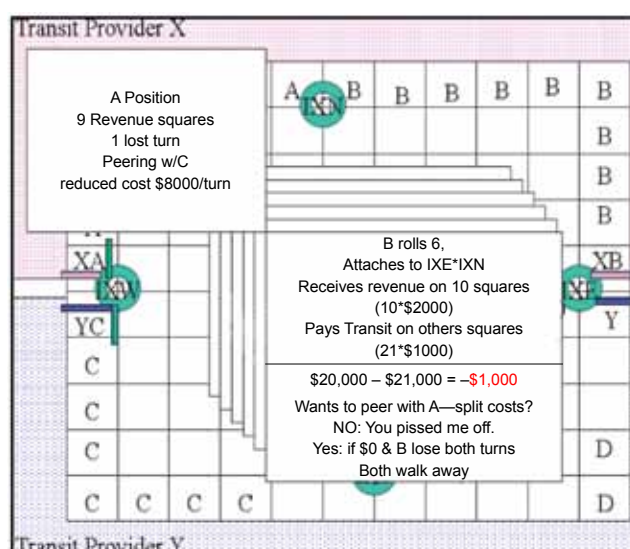 Transit Provider X
A Position
9 Revenue squares
1 lost turn
Peering w/C
reduced cost $8000/turn
A IXN B B B B B B
B
B
B
XA XB
IXW IXE
YC Y
B rolls 6,
Attaches to IXE*IXN
Receives revenue on 10 squares
(10*$2000)
Pays Transit on others squares
(21*$1000)
$20,000 – $21,000 = –$1,000
Wants to peer with A—split costs?
NO: You pissed me off.
Yes: if $0 & B lose both turns
Both walk away
C
C
C D
C C C C D
Transit Provider Y